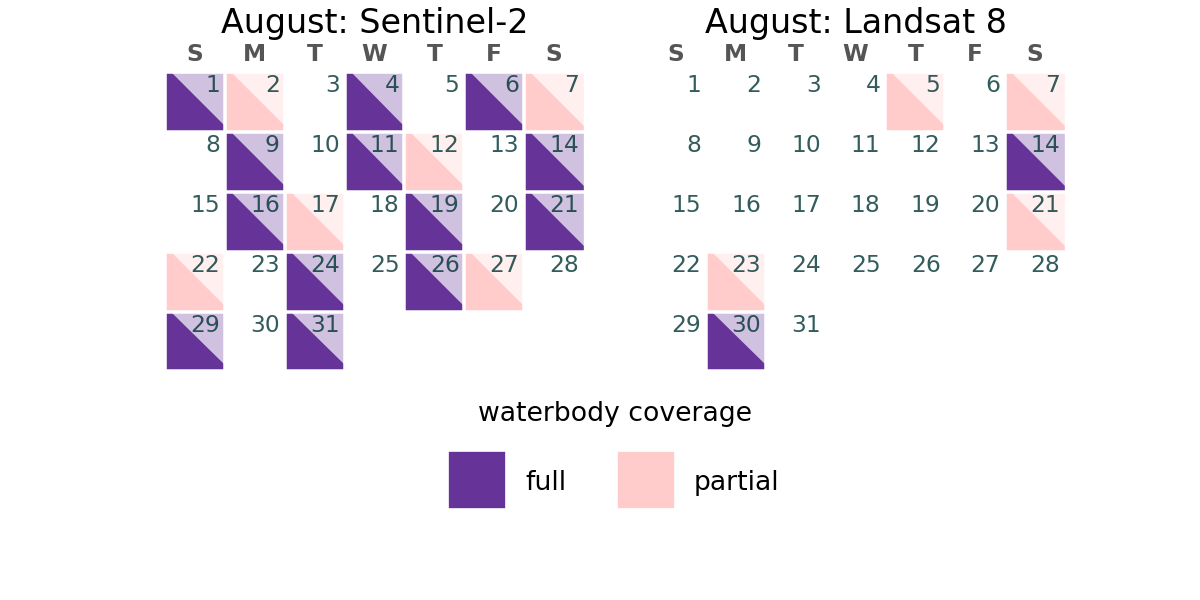 August: Sentinel-2
S M T W T F S
1 2 3 4 5 6 7
8 9 10 11 12 13 14
15 16 17 18 19 20 21
22 23 24 25 26 27 28
29 30 31
August: Landsat 8
S M T W T F S
1 2 3 4 5 6 7
8 9 10 11 12 13 14
15 16 17 18 19 20 21
22 23 24 25 26 27 28
29 30 31
waterbody coverage
full
partial